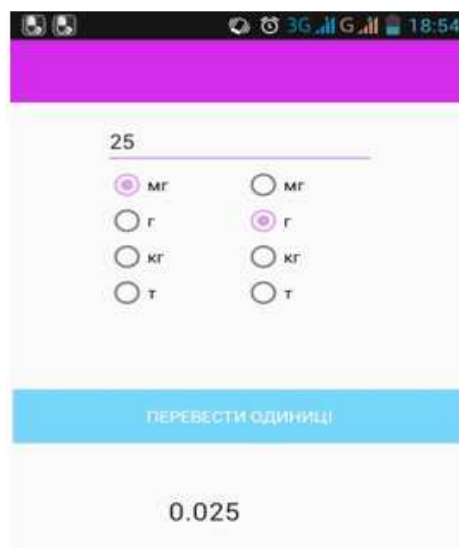 3G G 18:54
25
мг мг
г г
кг кг
т т
ПЕРЕВЕСТИ ОДИНИЦІ
0.025